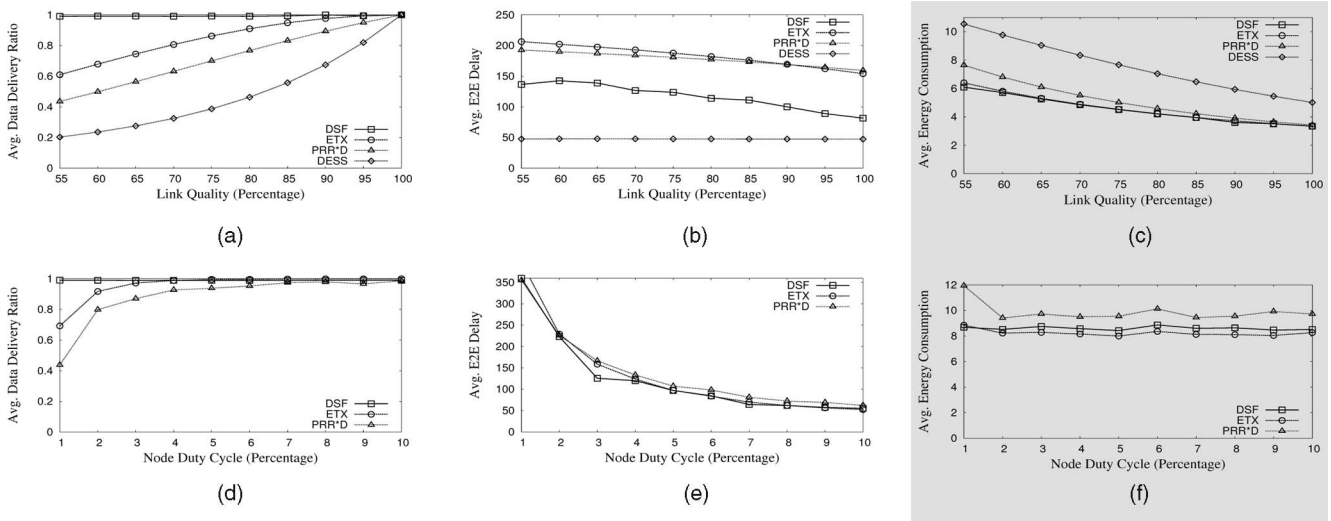 Avg. Data Delivery Ratio
1
0.8
0.6
0.4
0.2
0
DSF
ETX
PRR*D
DESS
55 60 65 70 75 80 85 90 95 100
Link Quality (Percentage)
(a)
Avg. E2E Delay
250
200
150
100
50
0
DSF
ETX
PRR*D
DESS
55 60 65 70 75 80 85 90 95 100
Link Quality (Percentage)
(b)
Avg. Energy Consumption
10
8
6
4
2
0
DSF
ETX
PRR*D
DESS
55 60 65 70 75 80 85 90 95 100
Link Quality (Percentage)
(c)
Avg. Data Delivery Ratio
1
0.8
0.6
0.4
0.2
0
DSF
ETX
PRR*D
1 2 3 4 5 6 7 8 9 10
Node Duty Cycle (Percentage)
(d)
Avg. E2E Delay
350
300
250
200
150
100
50
0
DSF
ETX
PRR*D
1 2 3 4 5 6 7 8 9 10
Node Duty Cycle (Percentage)
(e)
Avg. Energy Consumption
12
10
8
6
4
2
0
DSF
ETX
PRR*D
1 2 3 4 5 6 7 8 9 10
Node Duty Cycle (Percentage)
(f)